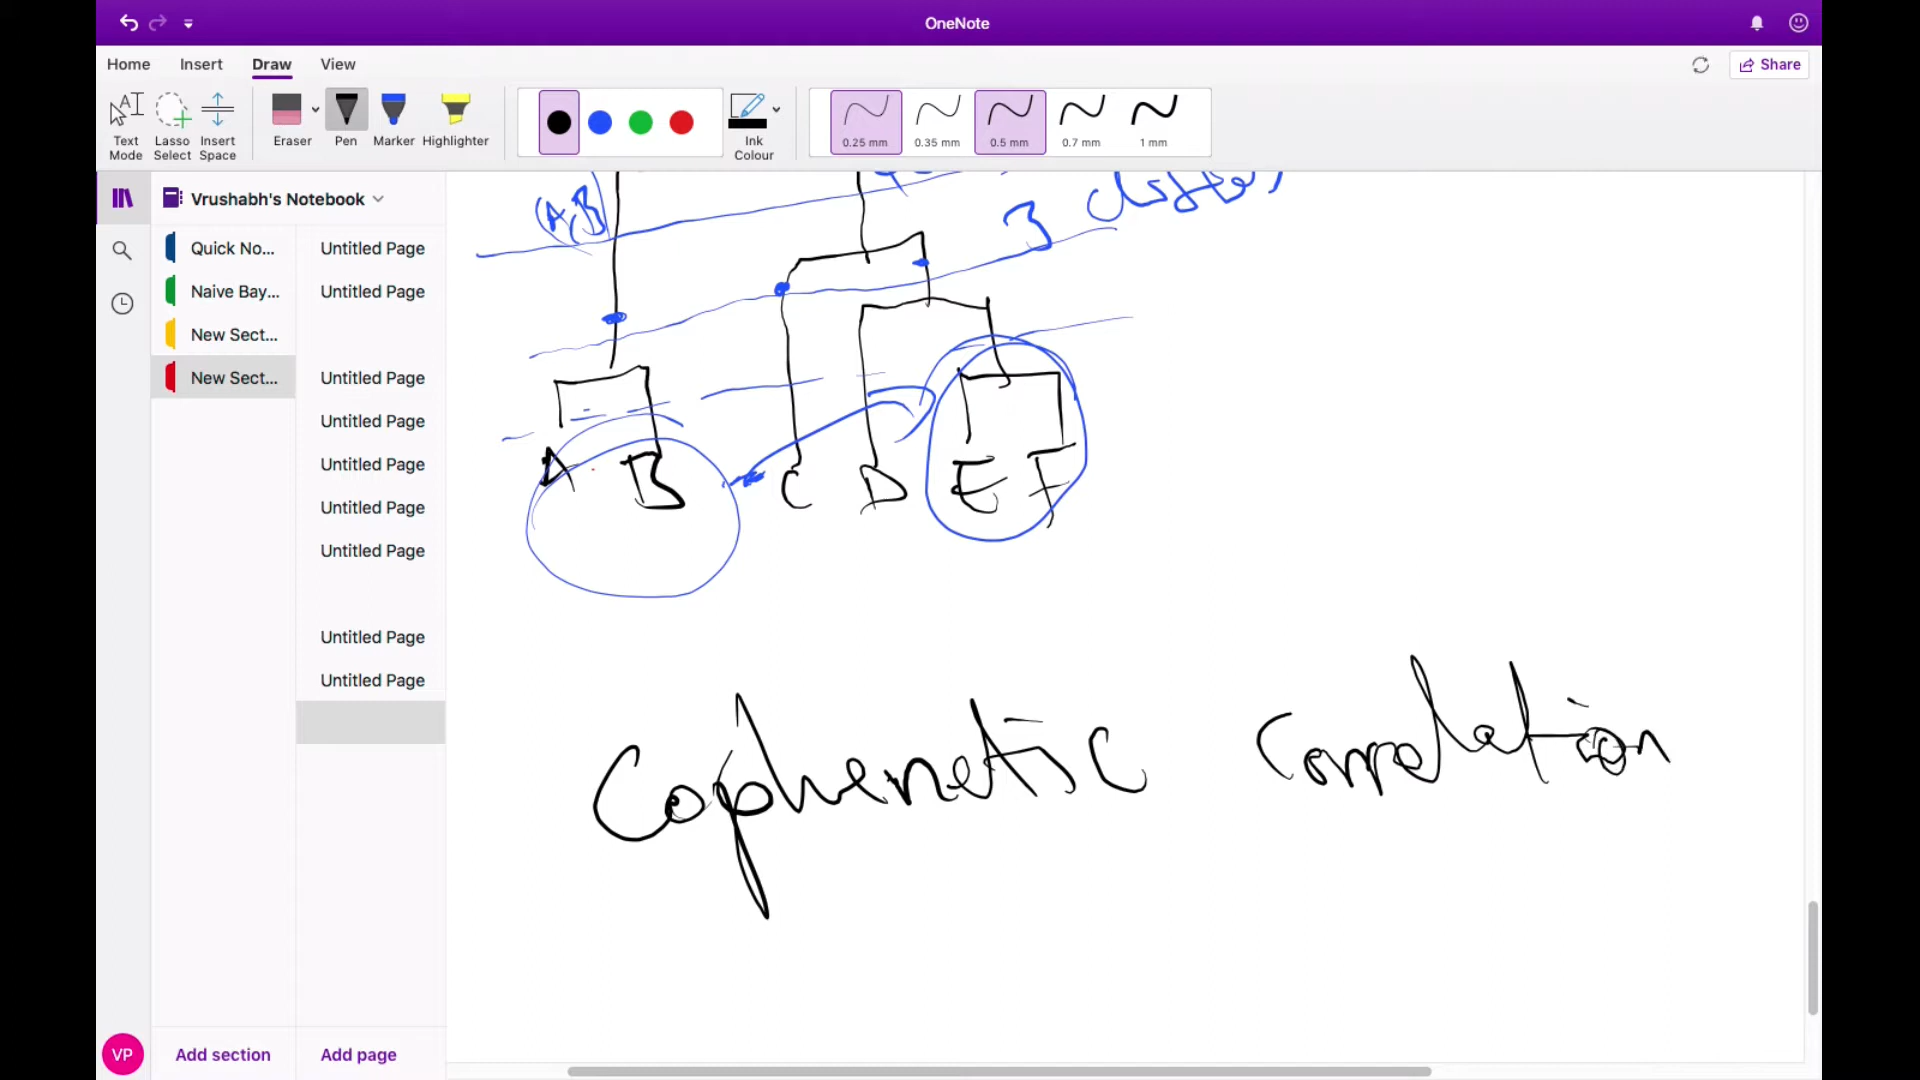 OneNote
Home Insert Draw View
Share
Text Mode
Lasso Select
Insert Space
Eraser
Pen
Marker
Highlighter
Ink Colour
0.25 mm
0.35 mm
0.5 mm
0.7 mm
1 mm
Vrushabh's Notebook
Quick No...
Naive Bay...
New Sect...
New Sect...
Untitled Page
Untitled Page
Untitled Page
Untitled Page
Untitled Page
Untitled Page
Untitled Page
Untitled Page
Untitled Page
(A,B)
3
A B C D E F
Cophenetic Correlation
VP
Add section
Add page